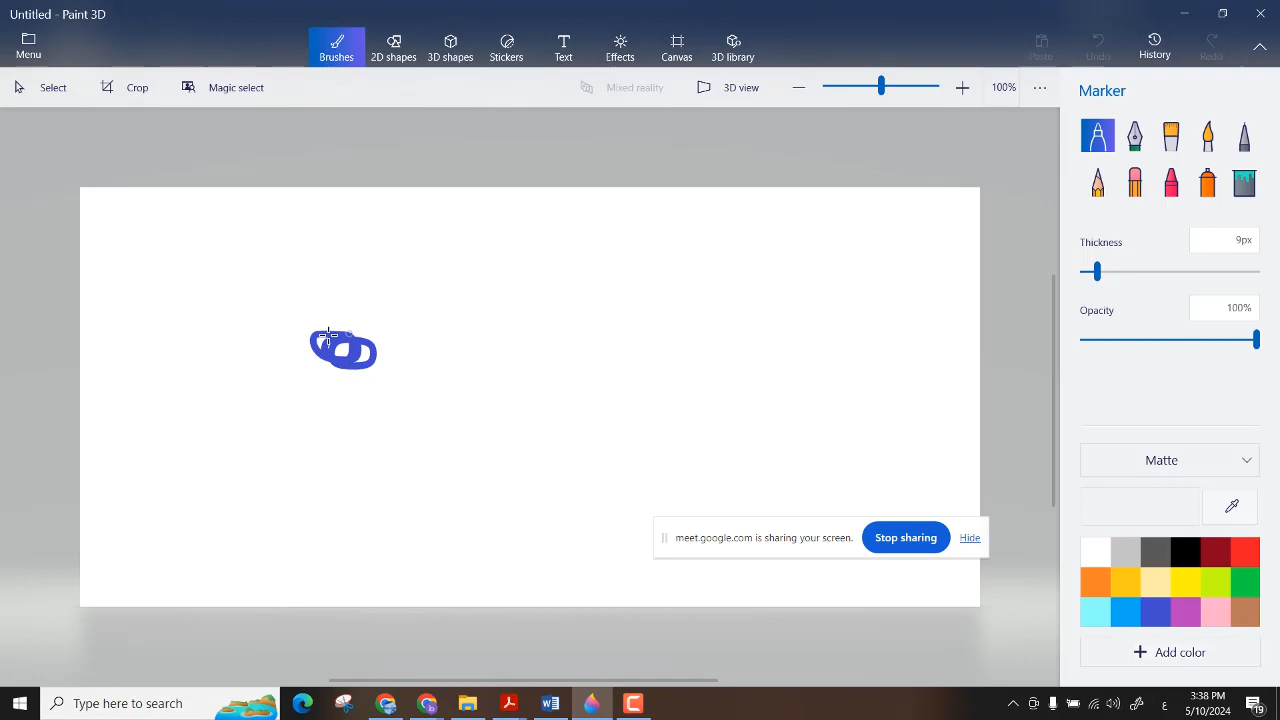 Untitled - Paint 3D
Menu
Brushes
2D shapes
3D shapes
Stickers
Text
Effects
Canvas
3D library
Paste
Undo
History
Redo
Select
Crop
Magic select
Mixed reality
3D view
100%
Marker
Thickness
9px
Opacity
100%
Matte
meet.google.com is sharing your screen.
Stop sharing
Hide
Add color
Type here to search
ع
3:38 PM
5/10/2024
19